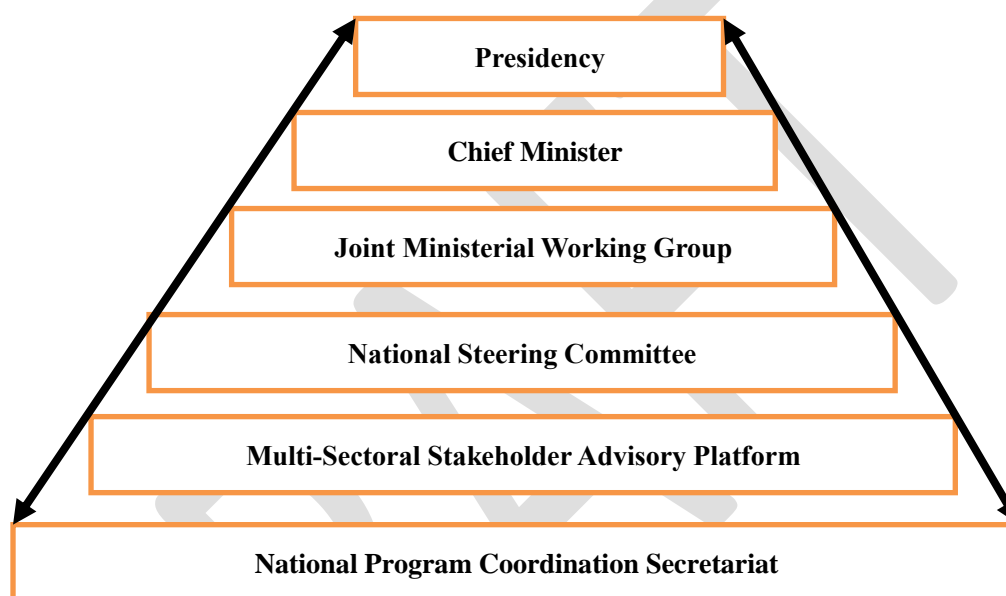 Presidency
Chief Minister
Joint Ministerial Working Group
National Steering Committee
Multi-Sectoral Stakeholder Advisory Platform
National Program Coordination Secretariat